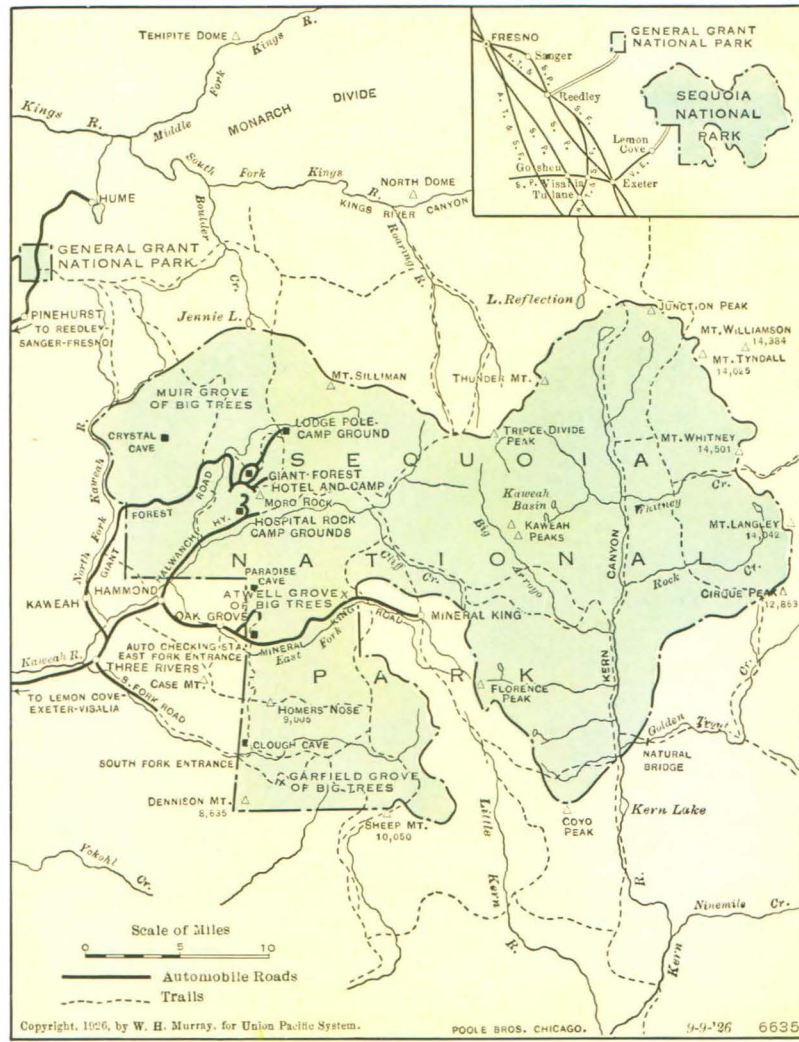 TEHIPITE DOME
Kings R.
Fork
Middle
Kings R.
MONARCH DIVIDE
South Fork Kings R.
NORTH DOME
KINGS RIVER CANYON
HUME
Boulder Cr.
Roaring R.
GENERAL GRANT
NATIONAL PARK
PINEHURST
TO REEDLEY-
SANGER-FRESNO
Jennie L.
L. Reflection
FRESNO
Sanger
GENERAL GRANT
NATIONAL PARK
A. T. &
S. P.
Reedley
SEQUOIA
NATIONAL
PARK
A. T. & S. F.
S. P.
S. P.
S. F.
Lemon
Cove
V. E.
Goshen
S. P.
Visalia
Exeter
Tulare
JUNCTION PEAK
MT. WILLIAMSON
14,384
MT. TYNDALL
14,025
MT. SILLIMAN
THUNDER MT.
MUIR GROVE
OF BIG TREES
CRYSTAL
CAVE
LODGE POLE
CAMP GROUND
TRIPLE DIVIDE
PEAK
MT. WHITNEY
14,501
SEQUOIA
GIANT FOREST
HOTEL AND CAMP
MORO ROCK
HOSPITAL ROCK
CAMP GROUNDS
Kaweah
Basin
KAWEAH
PEAKS
Whitney Cr.
MT. LANGLEY
14,042
North Fork Kaweah R.
GIANT FOREST ROAD
HALWANCH HY.
NATIONAL
Cliff Cr.
Big Arroyo
KERN CANYON
Rock Cr.
CIRQUE PEAK
12,863
PARADISE
CAVE
HAMMOND
ATWELL GROVE
OF BIG TREES
KAWEAH
OAK GROVE
MINERAL KING ROAD
MINERAL KING
East Fork
AUTO CHECKING STA.
EAST FORK ENTRANCE
Kaweah R.
THREE RIVERS
CASE MT.
PARK
TO LEMON COVE-
EXETER-VISALIA
S. FORK ROAD
FLORENCE
PEAK
HOMERS NOSE
9,005
CLOUGH CAVE
SOUTH FORK ENTRANCE
GARFIELD GROVE
OF BIG TREES
Golden Trout Cr.
NATURAL
BRIDGE
DENNISON MT.
8,635
SHEEP MT.
10,050
COYO
PEAK
Kern Lake
Little Kern R.
Yokohl Cr.
Ninemile Cr.
Kern R.
Scale of Miles
0 5 10
Automobile Roads
Trails
Copyright, 1926, by W. H. Murray, for Union Pacific System.
POOLE BROS. CHICAGO.
9-9-'26
6635